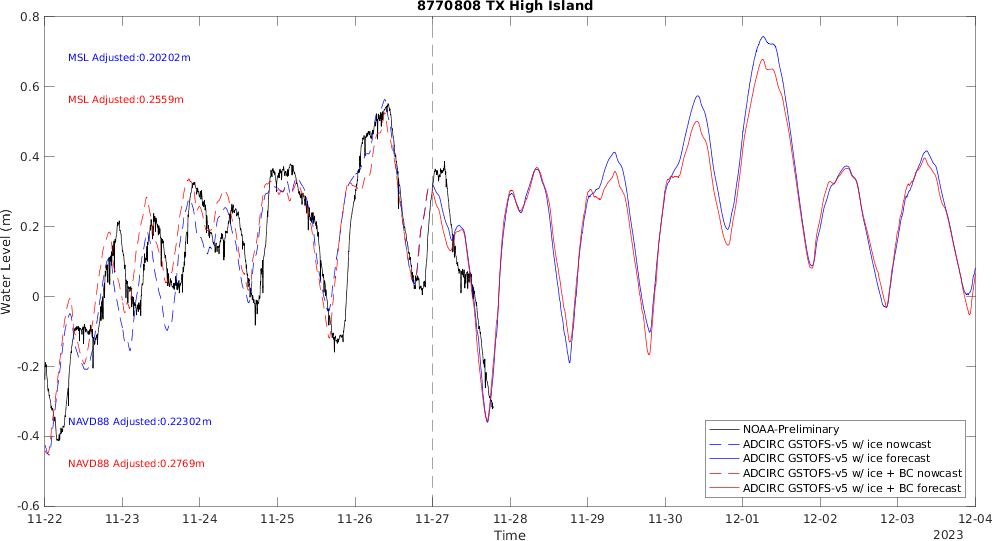 8770808 TX High Island
0.8
0.6
0.4
0.2
0
-0.2
-0.4
-0.6
Water Level (m)
MSL Adjusted:0.20202m
MSL Adjusted:0.2559m
NAVD88 Adjusted:0.22302m
NAVD88 Adjusted:0.2769m
NOAA-Preliminary
ADCIRC GSTOFS-v5 w/ ice nowcast
ADCIRC GSTOFS-v5 w/ ice forecast
ADCIRC GSTOFS-v5 w/ ice + BC nowcast
ADCIRC GSTOFS-v5 w/ ice + BC forecast
11-22 11-23 11-24 11-25 11-26 11-27 11-28 11-29 11-30 12-01 12-02 12-03 12-04
Time
2023